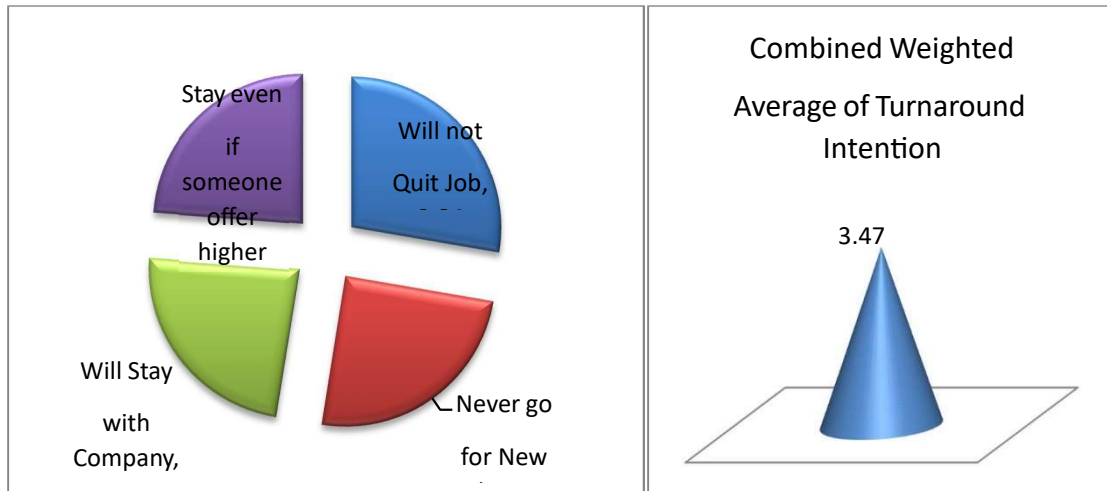 Stay even
if
someone
offer
higher
Will not
Quit Job,
Will Stay
with
Company,
Never go
for New
Combined Weighted
Average of Turnaround
Intention
3.47